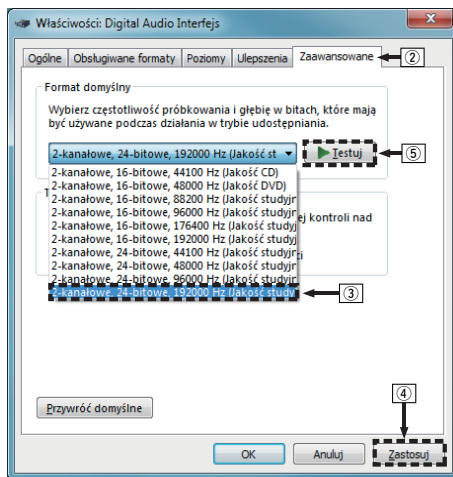 Właściwości: Digital Audio Interfejs
Ogólne Obsługiwane formaty Poziomy Ulepszenia Zaawansowane ②
Format domyślny
Wybierz częstotliwość próbkowania i głębię w bitach, które mają
być używane podczas działania w trybie udostępniania.
2-kanałowe, 24-bitowe, 192000 Hz (Jakość st Testuj ⑤
2-kanałowe, 16-bitowe, 44100 Hz (Jakość CD)
2-kanałowe, 16-bitowe, 48000 Hz (Jakość DVD)
2-kanałowe, 16-bitowe, 88200 Hz (Jakość studyjr
2-kanałowe, 16-bitowe, 96000 Hz (Jakość studyjr
2-kanałowe, 16-bitowe, 176400 Hz (Jakość studyj
ej kontroli nad
2-kanałowe, 16-bitowe, 192000 Hz (Jakość studyj
2-kanałowe, 24-bitowe, 44100 Hz (Jakość studyjr
2-kanałowe, 24-bitowe, 48000 Hz (Jakość studyjr
2-kanałowe, 24-bitowe, 96000 Hz (Jakość studyjr
2-kanałowe, 24-bitowe, 192000 Hz (Jakość study ③
Przywróć domyślne
④
OK Anuluj Zastosuj